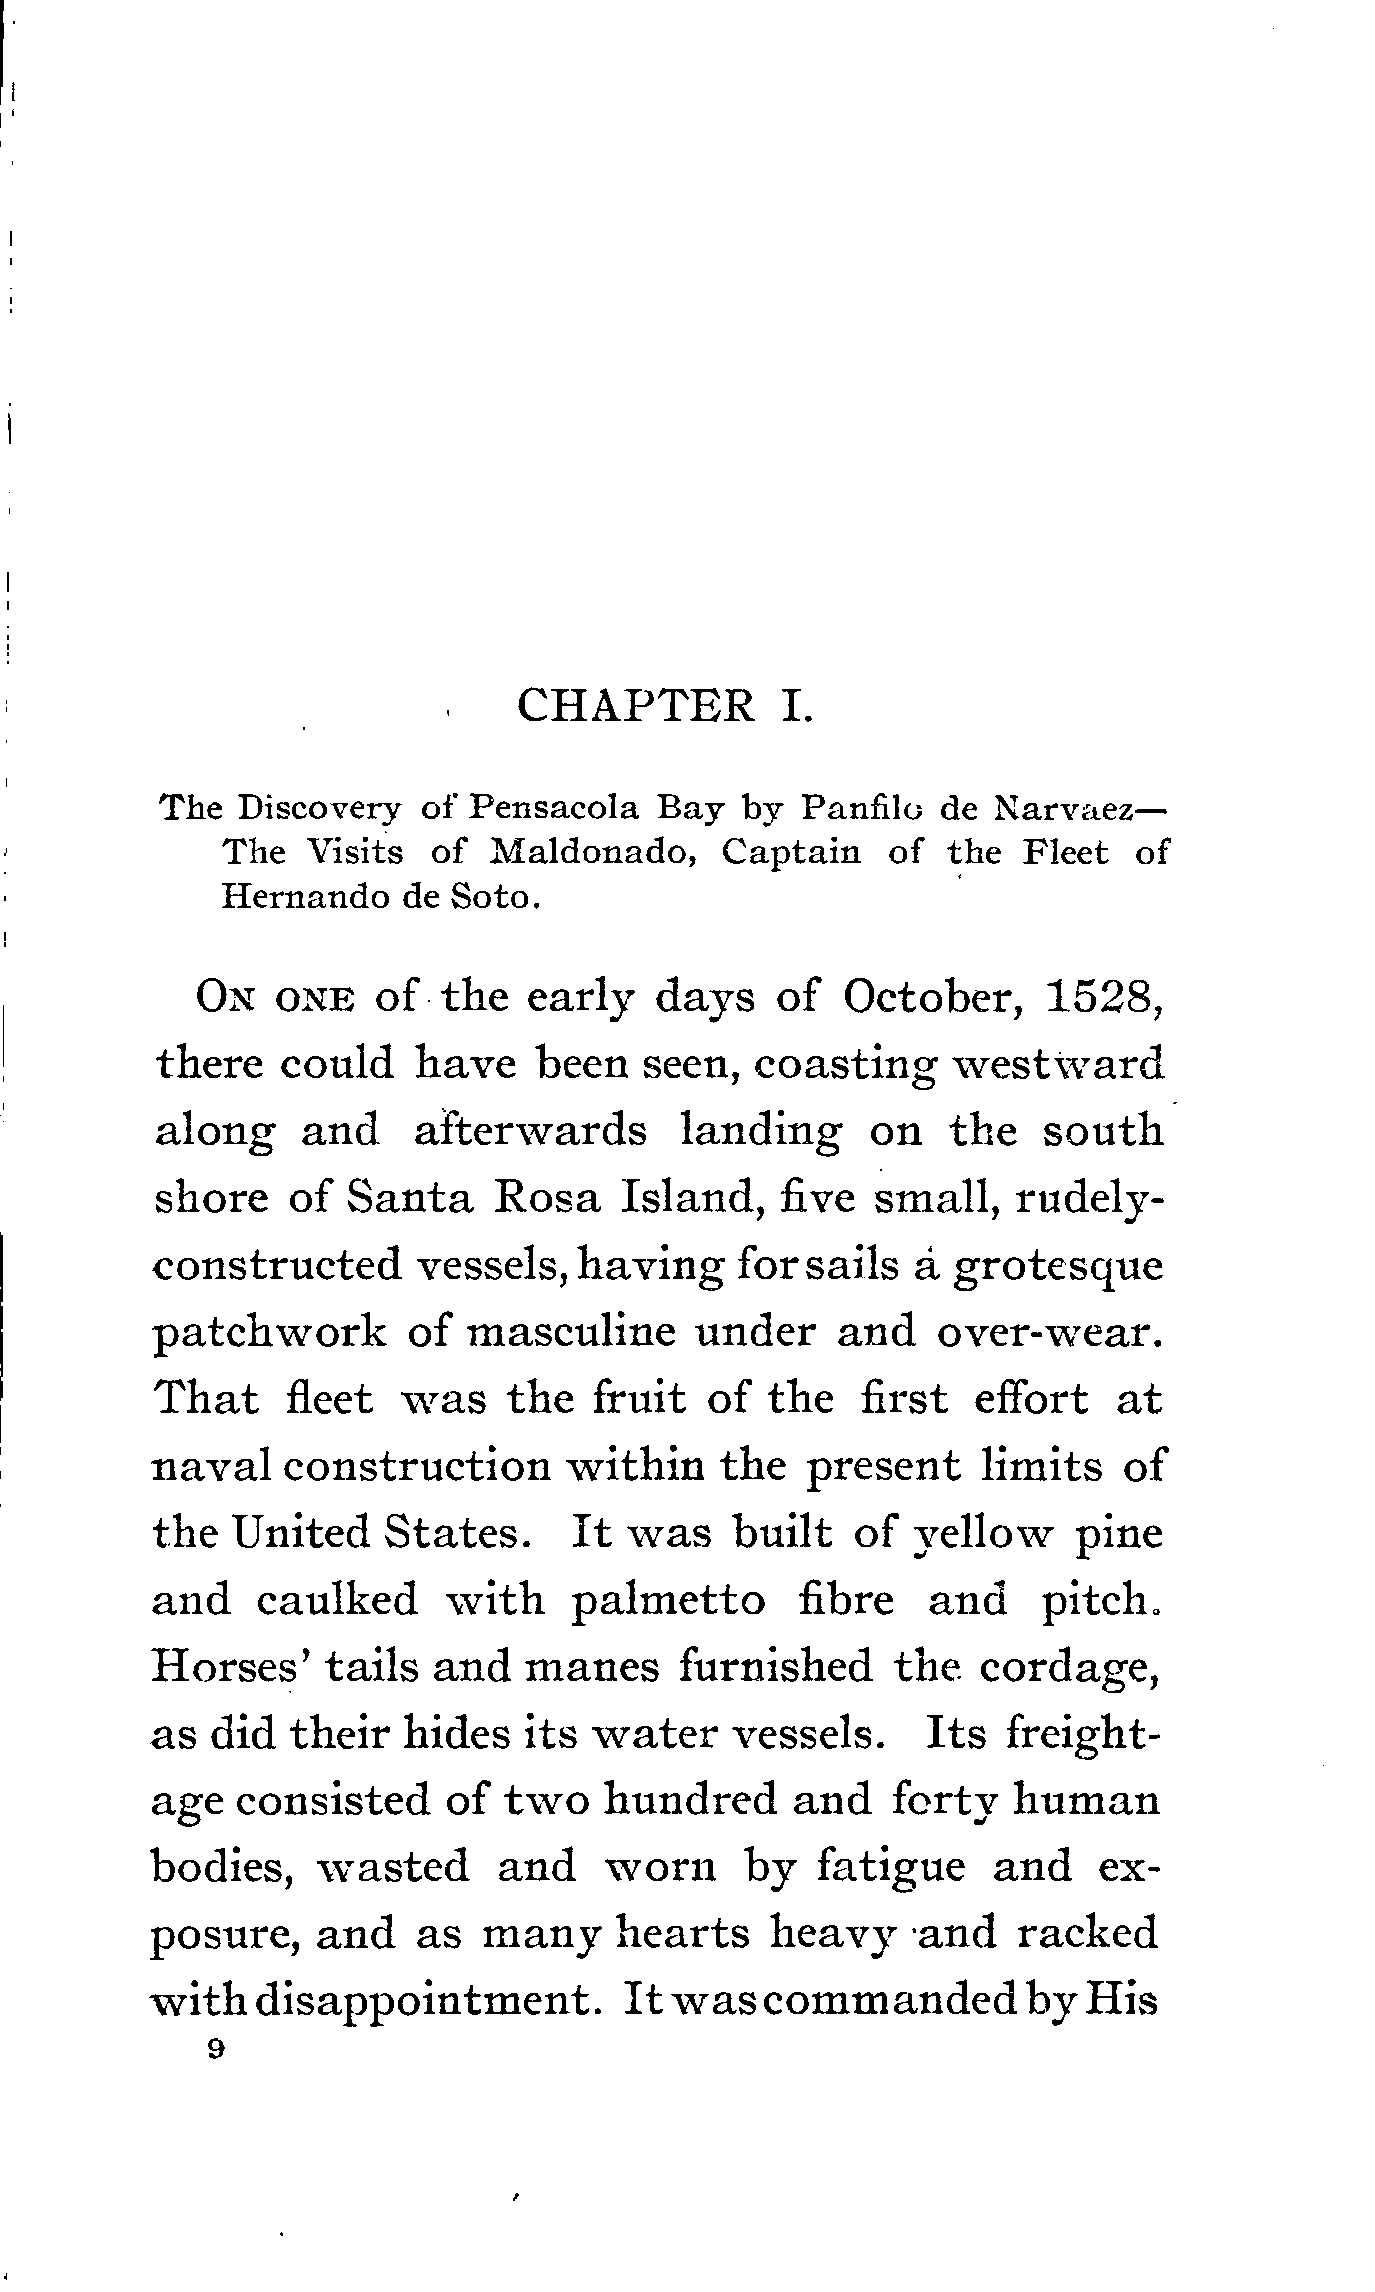 CHAPTER I.
The Discovery of Pensacola Bay by Panfilo de Narvaez—
The Visits of Maldonado, Captain of the Fleet of
Hernando de Soto.
ON ONE of the early days of October, 1528,
there could have been seen, coasting westward
along and afterwards landing on the south
shore of Santa Rosa Island, five small, rudely-
constructed vessels, having for sails a grotesque
patchwork of masculine under and over-wear.
That fleet was the fruit of the first effort at
naval construction within the present limits of
the United States. It was built of yellow pine
and caulked with palmetto fibre and pitch.
Horses' tails and manes furnished the cordage,
as did their hides its water vessels. Its freight-
age consisted of two hundred and forty human
bodies, wasted and worn by fatigue and ex-
posure, and as many hearts heavy and racked
with disappointment. It was commanded by His
9